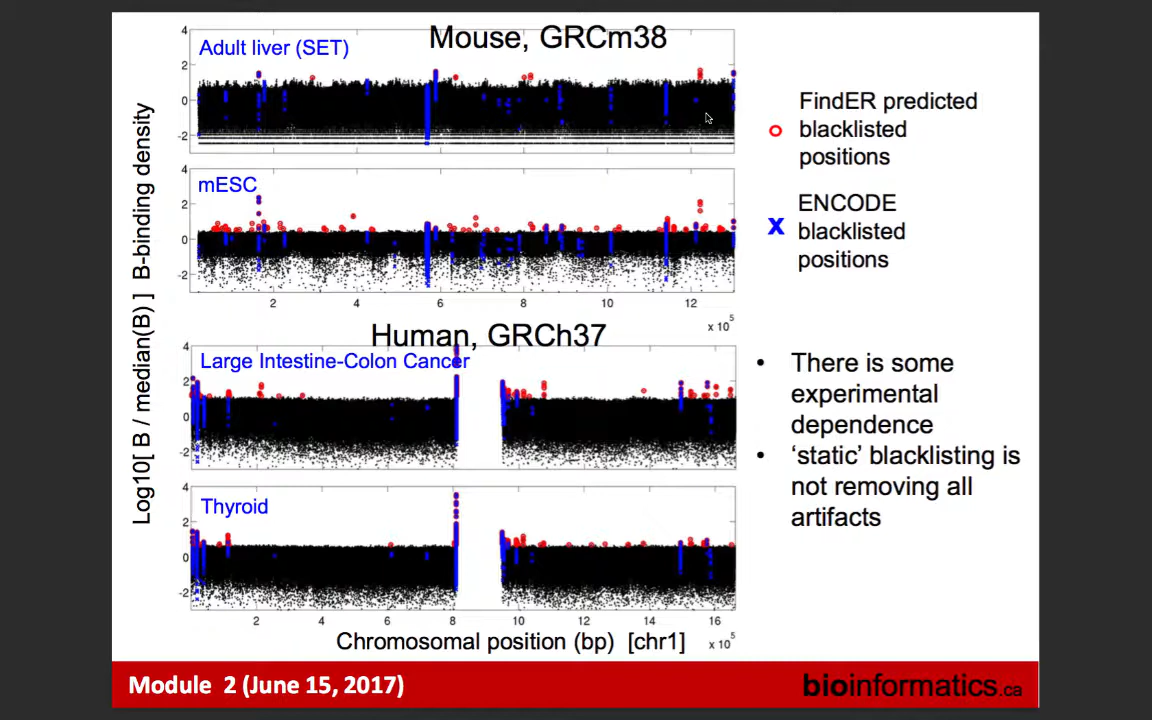 Mouse, GRCm38
Adult liver (SET)
4
2
0
-2
mESC
4
2
0
-2
2
4
6
8
10
12
x 10^5
Log10[ B / median(B) ] B-binding density
Human, GRCh37
Large Intestine-Colon Cancer
4
2
0
-2
Thyroid
4
2
0
-2
2
4
6
8
10
12
14
16
x 10^5
Chromosomal position (bp) [chr1]
FindER predicted
blacklisted
positions
x ENCODE
blacklisted
positions
• There is some
experimental
dependence
• ‘static’ blacklisting is
not removing all
artifacts
Module 2 (June 15, 2017)
bioinformatics.ca